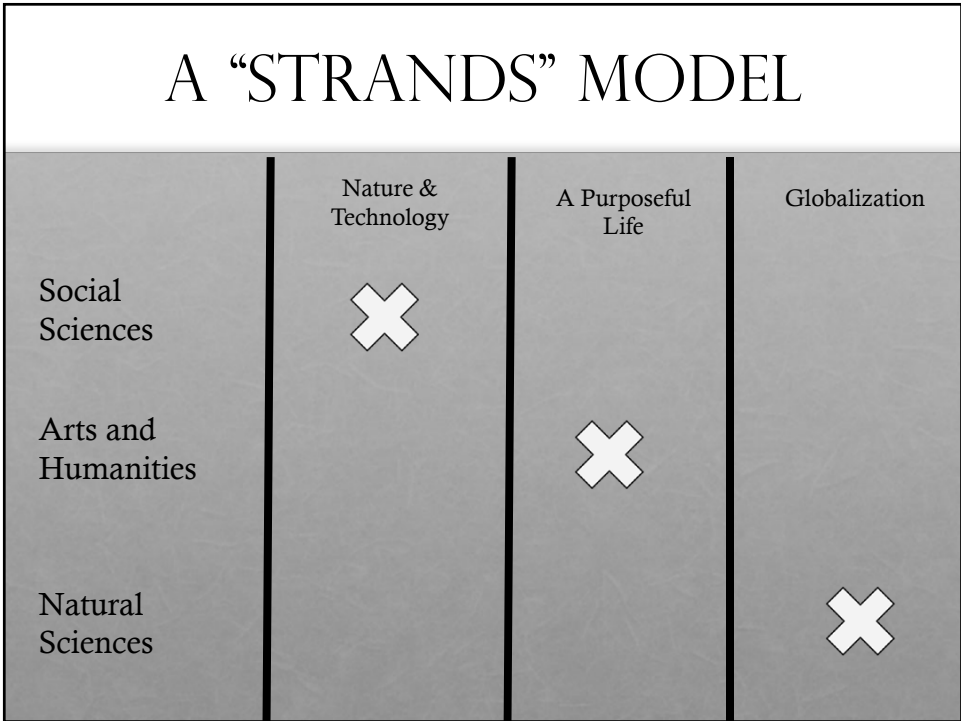 A “STRANDS” MODEL
Nature &
Technology
A Purposeful
Life
Globalization
Social
Sciences
Arts and
Humanities
Natural
Sciences